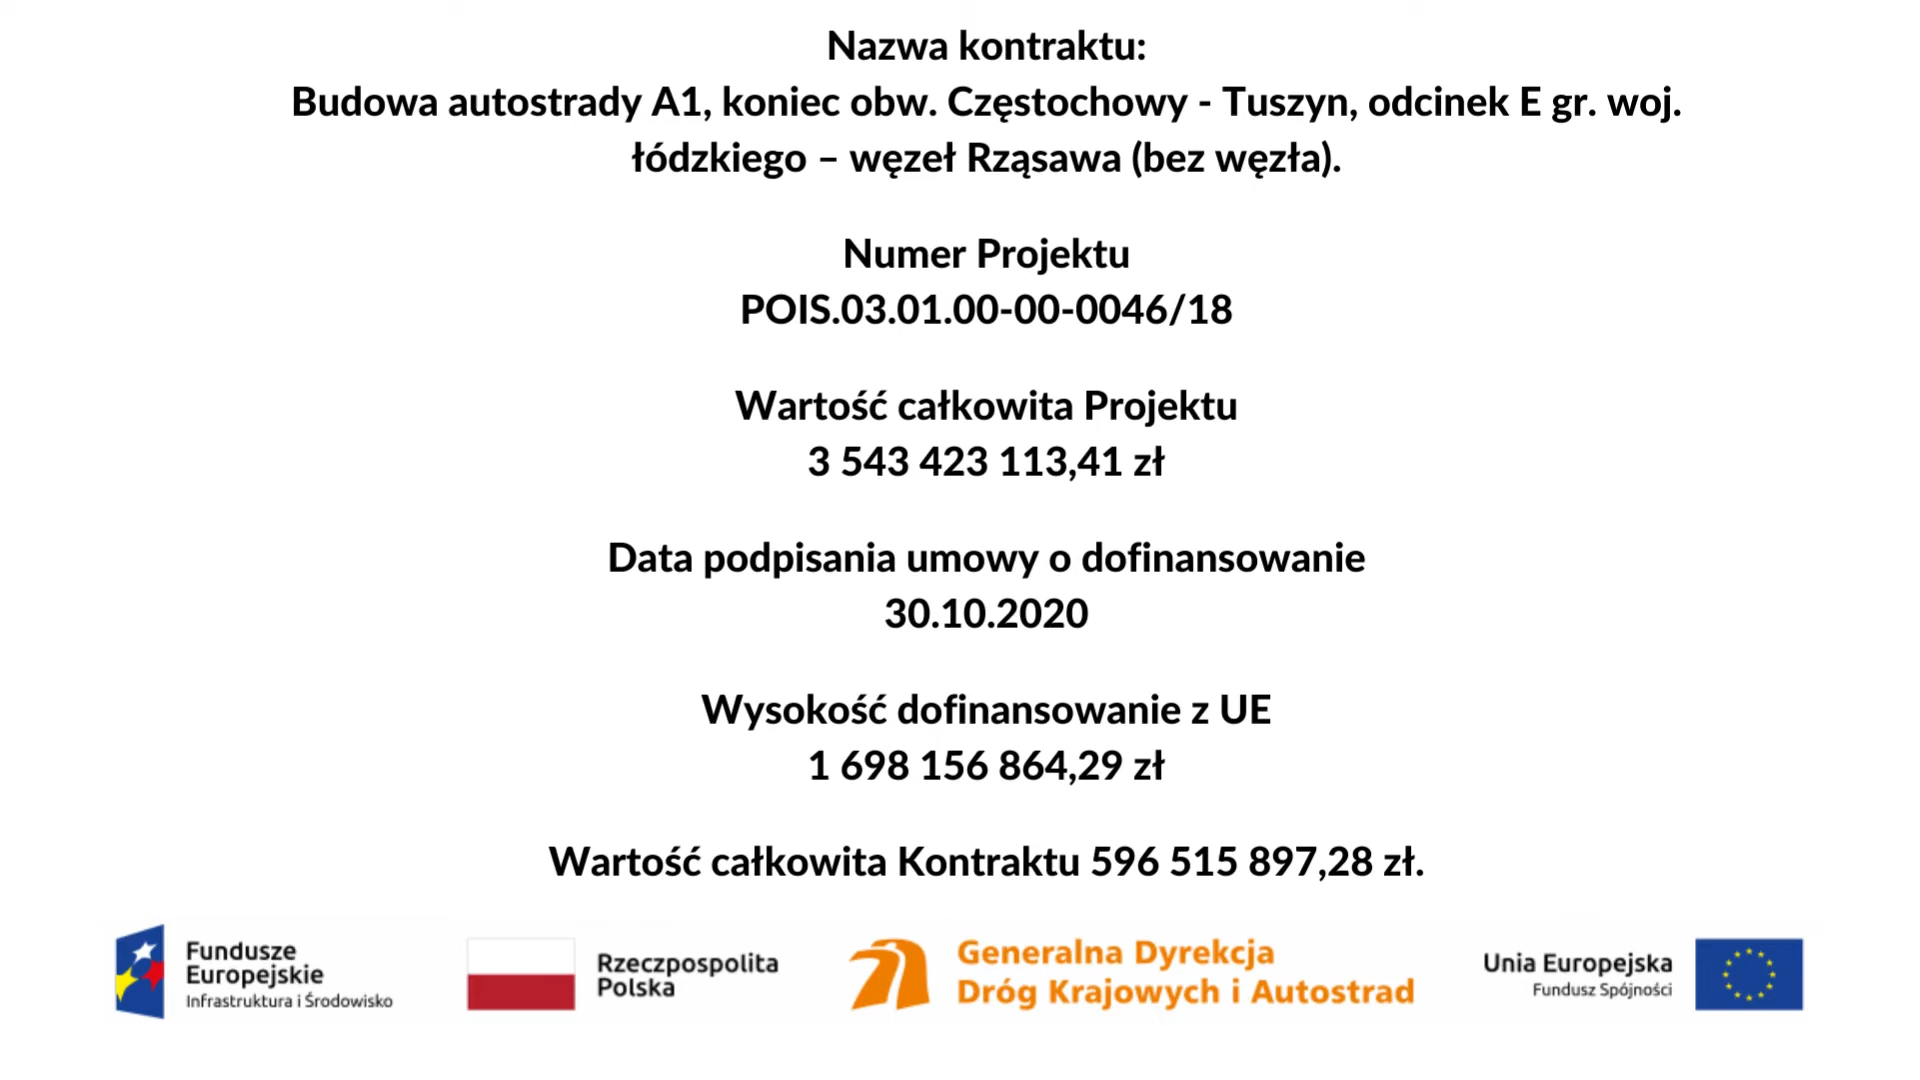 Nazwa kontraktu:
Budowa autostrady A1, koniec obw. Częstochowy - Tuszyn, odcinek E gr. woj.
łódzkiego – węzeł Rząsawa (bez węzła).
Numer Projektu
POIS.03.01.00-00-0046/18
Wartość całkowita Projektu
3 543 423 113,41 zł
Data podpisania umowy o dofinansowanie
30.10.2020
Wysokość dofinansowanie z UE
1 698 156 864,29 zł
Wartość całkowita Kontraktu 596 515 897,28 zł.
Fundusze
Europejskie
Infrastruktura i Środowisko
Rzeczpospolita
Polska
Generalna Dyrekcja
Dróg Krajowych i Autostrad
Unia Europejska
Fundusz Spójności